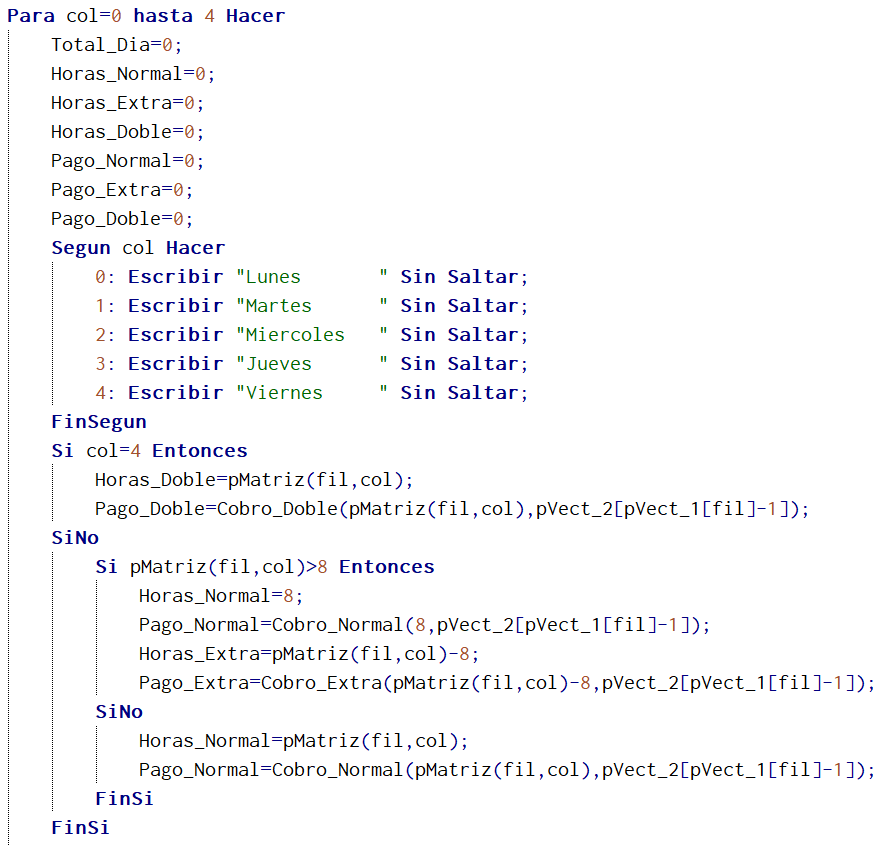 Para col=0 hasta 4 Hacer
    Total_Dia=0;
    Horas_Normal=0;
    Horas_Extra=0;
    Horas_Doble=0;
    Pago_Normal=0;
    Pago_Extra=0;
    Pago_Doble=0;
    Segun col Hacer
        0: Escribir "Lunes       " Sin Saltar;
        1: Escribir "Martes      " Sin Saltar;
        2: Escribir "Miercoles   " Sin Saltar;
        3: Escribir "Jueves      " Sin Saltar;
        4: Escribir "Viernes     " Sin Saltar;
    FinSegun
    Si col=4 Entonces
        Horas_Doble=pMatriz(fil,col);
        Pago_Doble=Cobro_Doble(pMatriz(fil,col),pVect_2[pVect_1[fil]-1]);
    SiNo
        Si pMatriz(fil,col)>8 Entonces
            Horas_Normal=8;
            Pago_Normal=Cobro_Normal(8,pVect_2[pVect_1[fil]-1]);
            Horas_Extra=pMatriz(fil,col)-8;
            Pago_Extra=Cobro_Extra(pMatriz(fil,col)-8,pVect_2[pVect_1[fil]-1]);
        SiNo
            Horas_Normal=pMatriz(fil,col);
            Pago_Normal=Cobro_Normal(pMatriz(fil,col),pVect_2[pVect_1[fil]-1]);
        FinSi
    FinSi